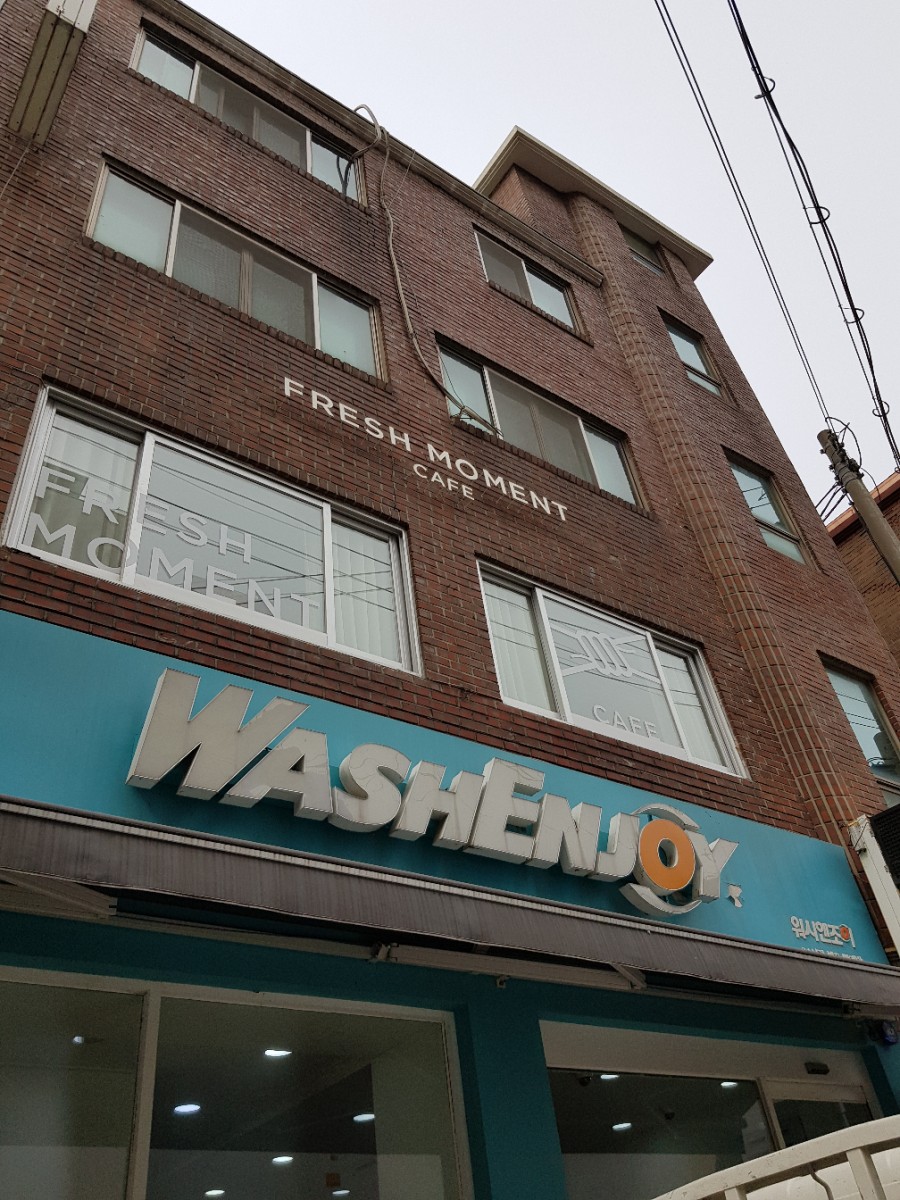 FRESH MOMENT
CAFE
FRESH
MOMENT
CAFE
WASHENJOY
워시엔조이